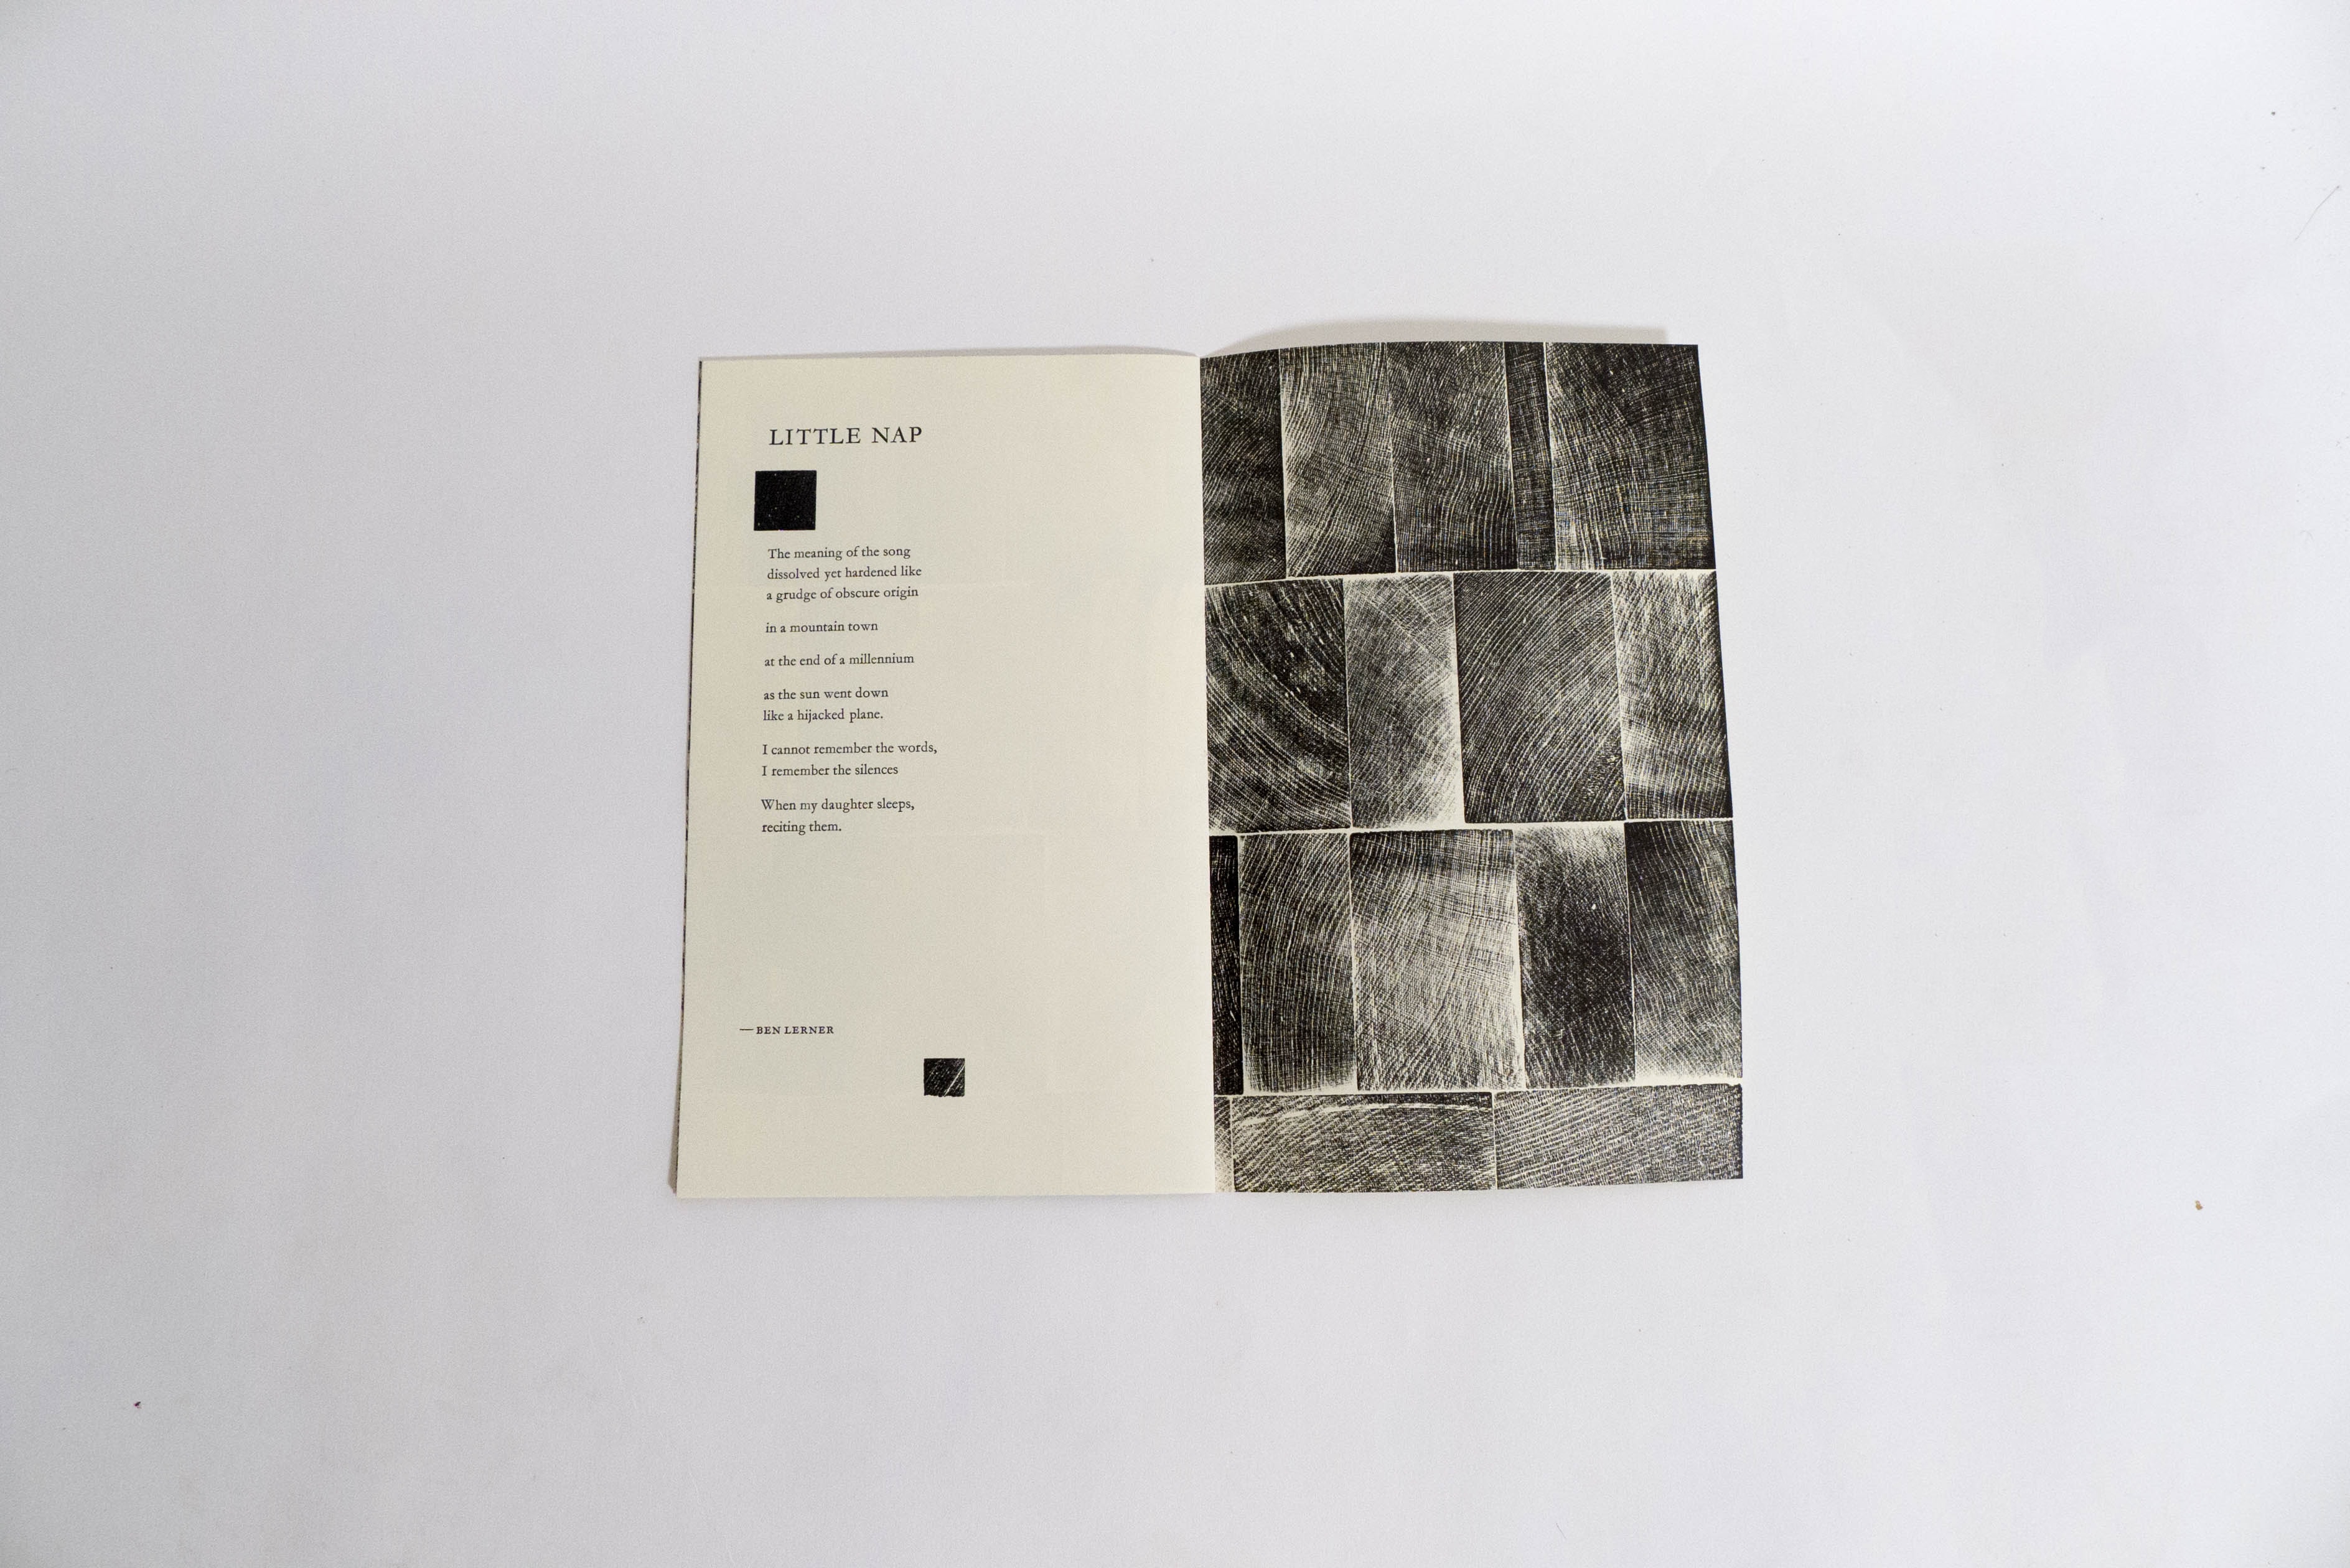 LITTLE NAP
The meaning of the song
dissolved yet hardened like
a grudge of obscure origin
in a mountain town
at the end of a millennium
as the sun went down
like a hijacked plane.
I cannot remember the words,
I remember the silences
When my daughter sleeps,
reciting them.
— BEN LERNER